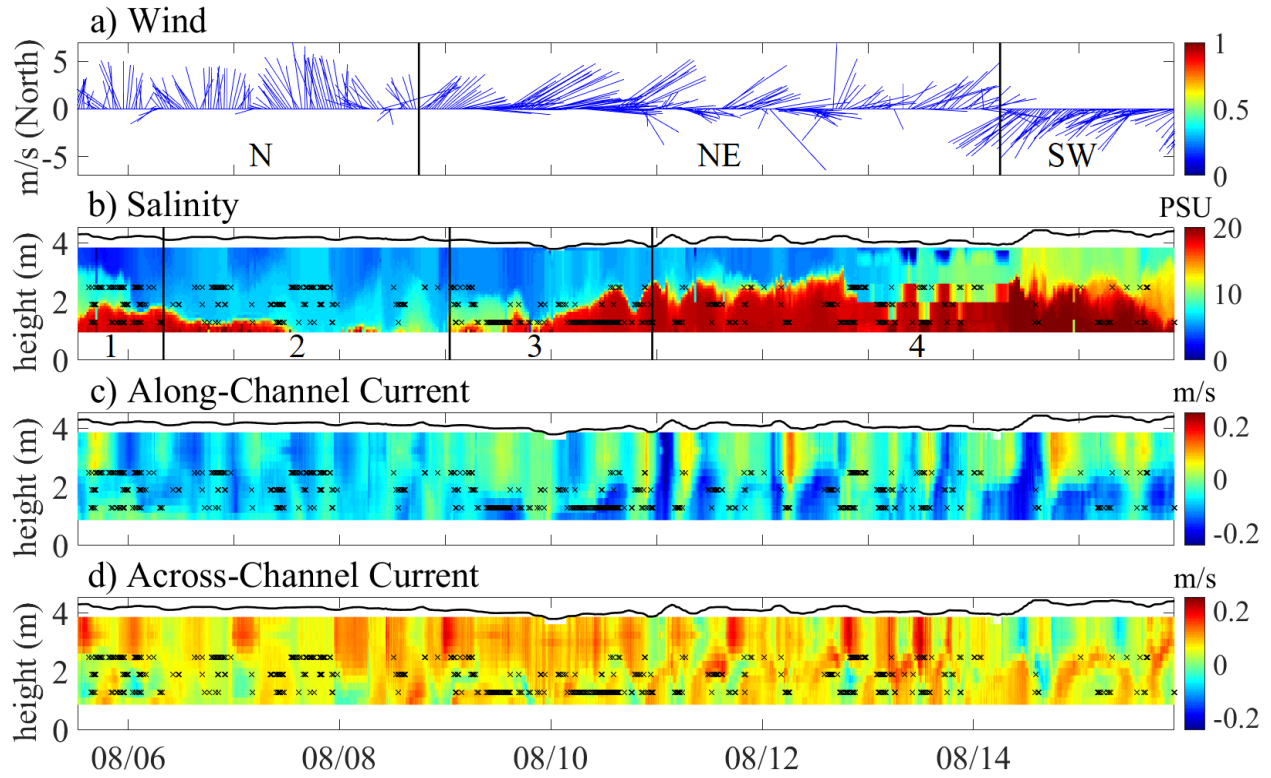 a) Wind
m/s (North)
5
0
-5
N
NE
SW
1
0.5
0
b) Salinity
PSU
height (m)
4
2
0
1
2
3
4
20
10
0
c) Along-Channel Current
m/s
height (m)
4
2
0
0.2
0
-0.2
d) Across-Channel Current
m/s
height (m)
4
2
0
0.2
0
-0.2
08/06
08/08
08/10
08/12
08/14